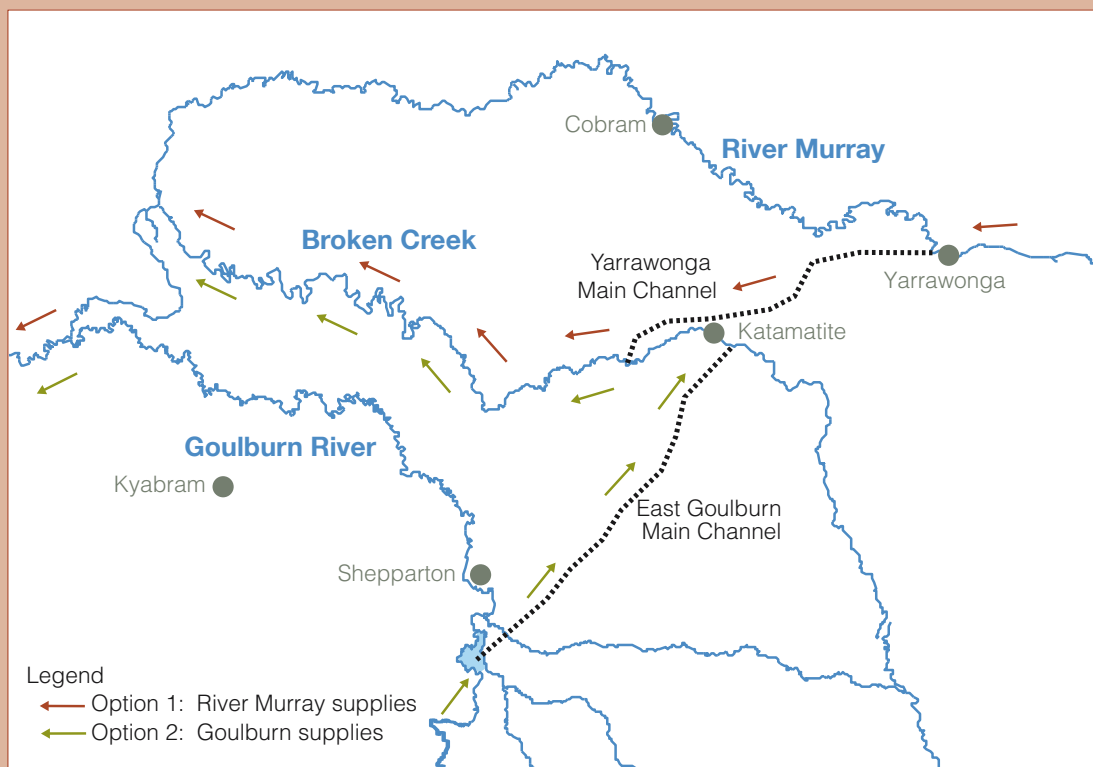 Cobram
River Murray
Broken Creek
Yarrawonga
Main Channel
Yarrawonga
Katamatite
Goulburn River
Kyabram
East Goulburn
Main Channel
Shepparton
Legend
Option 1: River Murray supplies
Option 2: Goulburn supplies